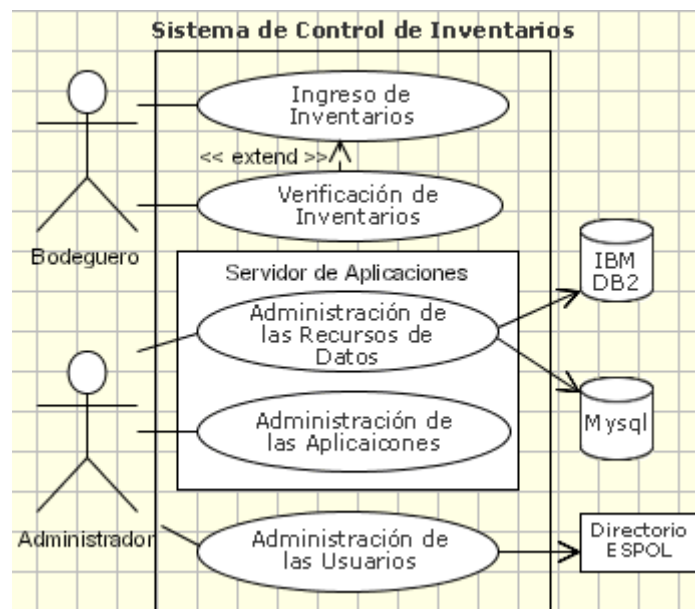 Sistema de Control de Inventarios
Ingreso de
Inventarios
<< extend >>
Verificación de
Inventarios
Bodeguero
Servidor de Aplicaciones
Administración de
las Recursos de
Datos
IBM
DB2
Mysql
Administración de
las Aplicaicones
Administrador
Administración de
las Usuarios
Directorio
ESPOL